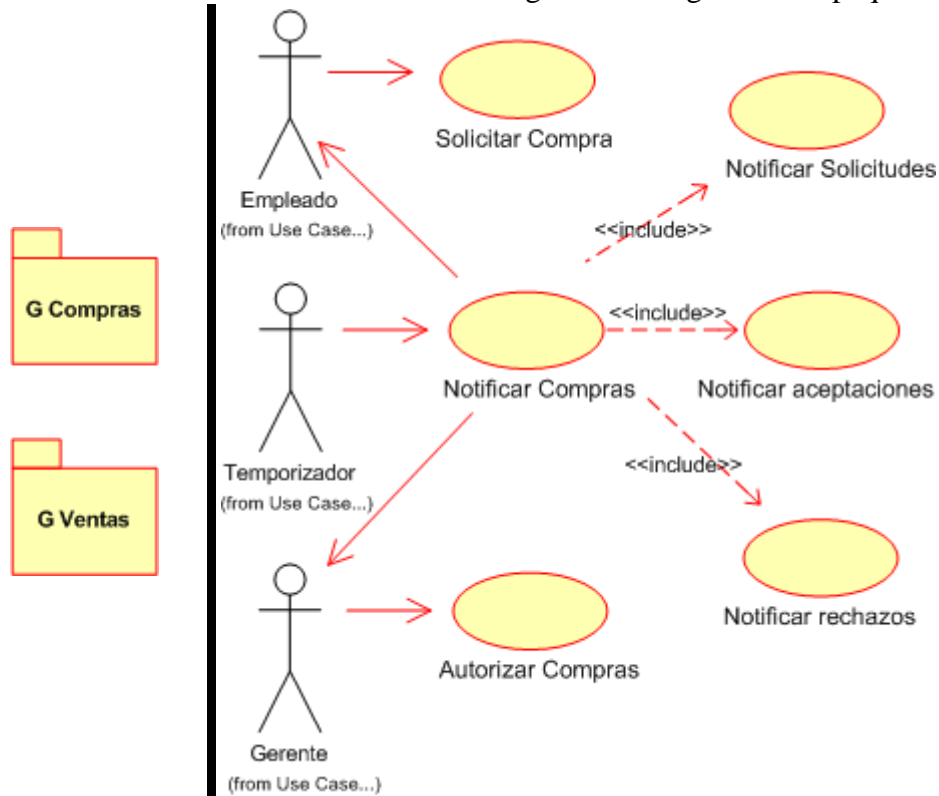 Solicitar Compra
Notificar Solicitudes
Empleado
(from Use Case...)
<<include>>
G Compras
<<include>>
Notificar Compras
Notificar aceptaciones
Temporizador
(from Use Case...)
<<include>>
G Ventas
Notificar rechazos
Autorizar Compras
Gerente
(from Use Case...)